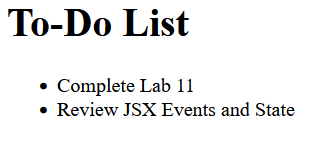 To-Do List
Complete Lab 11
Review JSX Events and State